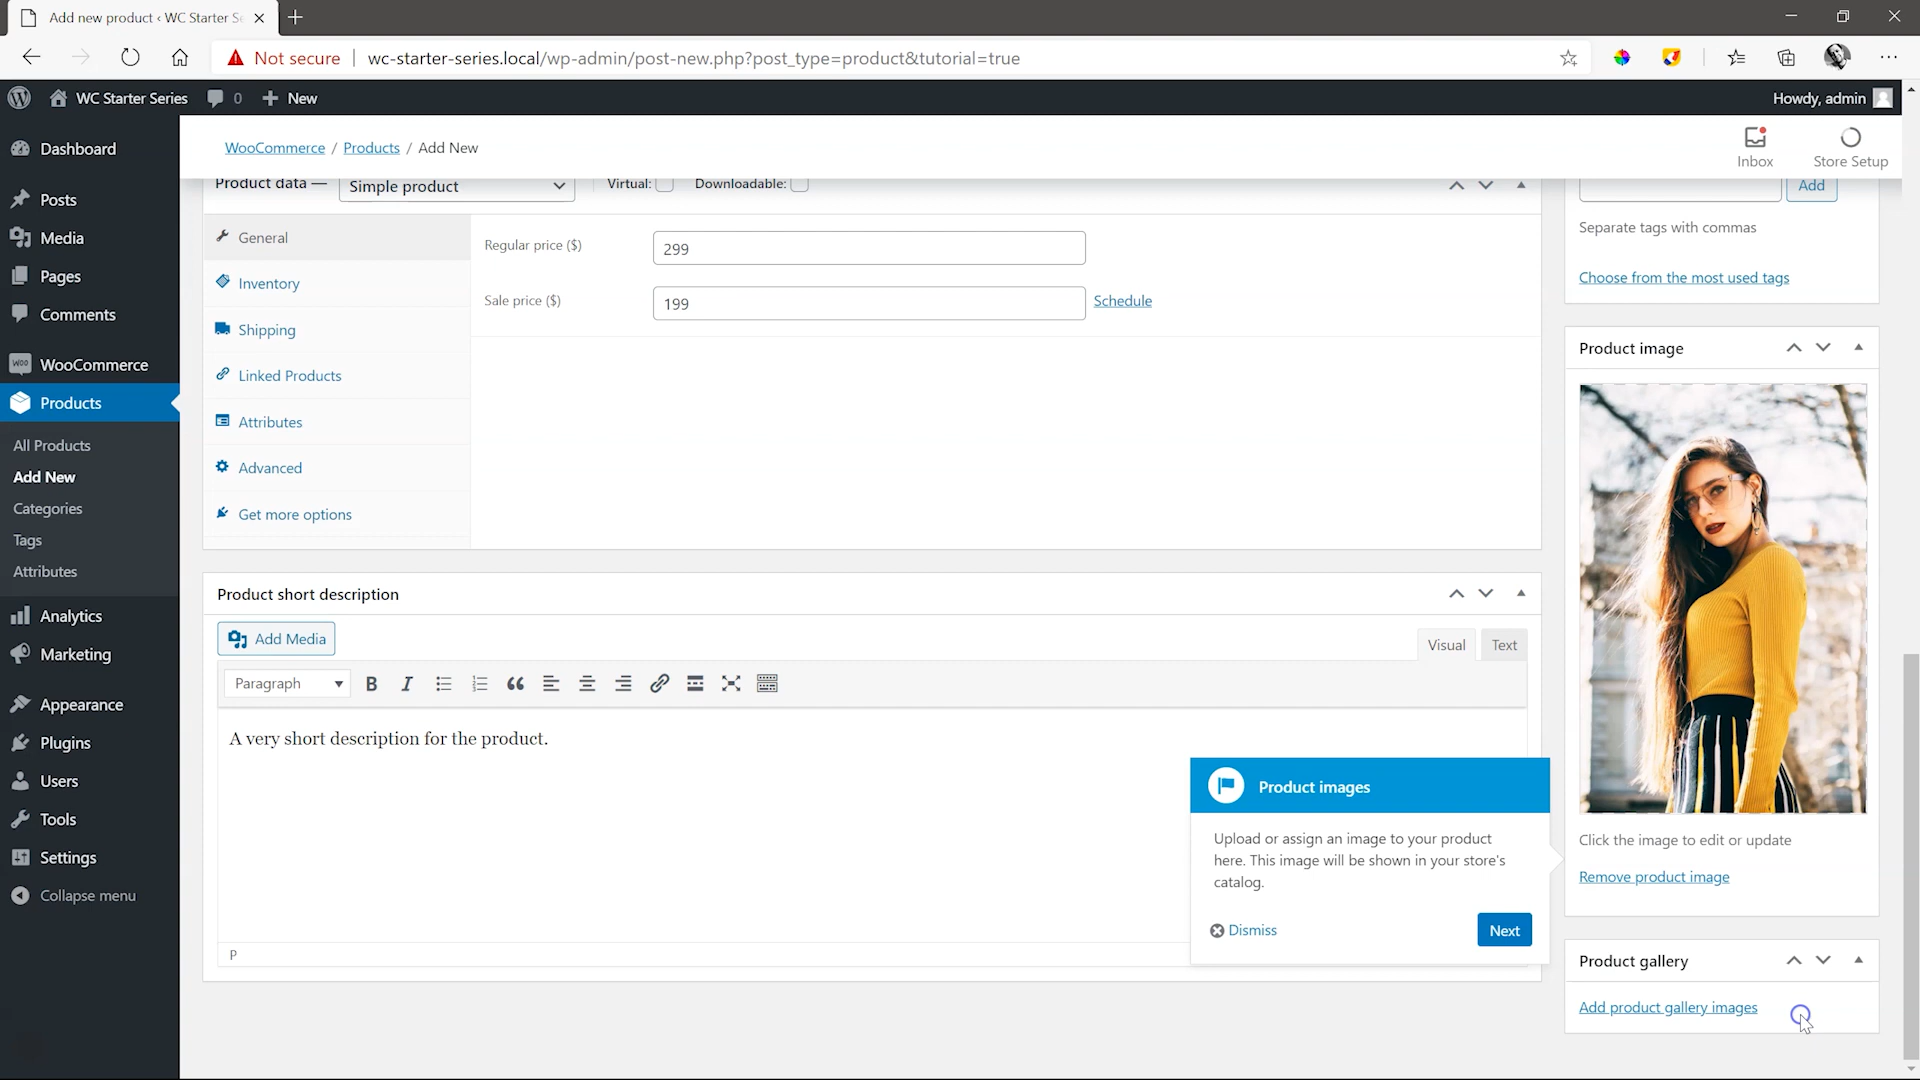 Add new product ‹ WC Starter Se
Not secure
wc-starter-series.local/wp-admin/post-new.php?post_type=product&tutorial=true
WC Starter Series
0
New
Howdy, admin
WooCommerce / Products / Add New
Inbox
Store Setup
Dashboard
Posts
Media
Pages
Comments
WooCommerce
Products
All Products
Add New
Categories
Tags
Attributes
Analytics
Marketing
Appearance
Plugins
Users
Tools
Settings
Collapse menu
Product data —
Simple product
Virtual:
Downloadable:
General
Inventory
Shipping
Linked Products
Attributes
Advanced
Get more options
Regular price ($)
299
Sale price ($)
199
Schedule
Product short description
Add Media
Visual
Text
Paragraph
A very short description for the product.
P
Product images
Upload or assign an image to your product
here. This image will be shown in your store's
catalog.
Dismiss
Next
Add
Separate tags with commas
Choose from the most used tags
Product image
Click the image to edit or update
Remove product image
Product gallery
Add product gallery images